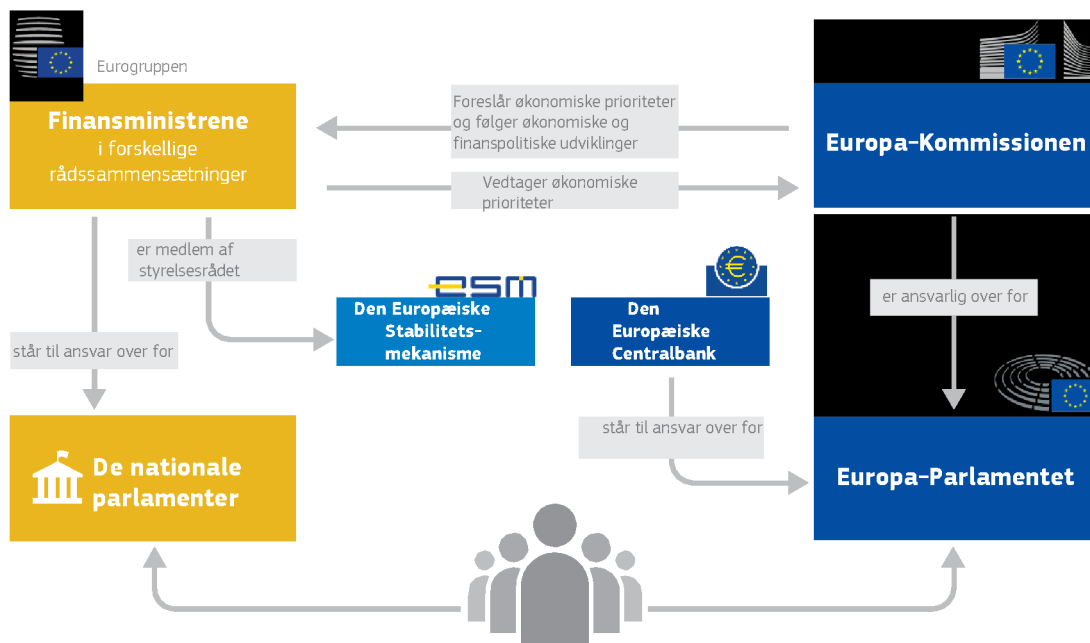 Eurogruppen
Finansministrene
i forskellige
rådssammensætninger
Foreslår økonomiske prioriteter
og følger økonomiske og
finanspolitiske udviklinger
Europa-Kommissionen
Vedtager økonomiske
prioriteter
er medlem af
styrelsesrådet
esm
Den Europæiske
Stabilitets-
mekanisme
€
Den
Europæiske
Centralbank
er ansvarlig over for
står til ansvar over for
står til ansvar over for
De nationale
parlamenter
Europa-Parlamentet